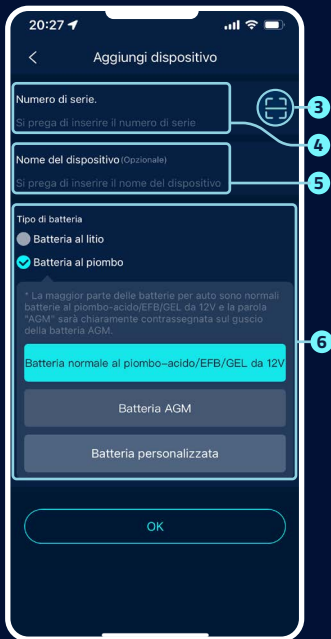 20:27
Aggiungi dispositivo
Numero di serie.
Si prega di inserire il numero di serie
3
4
Nome del dispositivo (Opzionale)
Si prega di inserire il nome del dispositivo
5
Tipo di batteria
Batteria al litio
Batteria al piombo
* La maggior parte delle batterie per auto sono normali
batterie al piombo-acido/EFB/GEL da 12V e la parola
"AGM" sarà chiaramente contrassegnata sul guscio
della batteria AGM.
6
Batteria normale al piombo-acido/EFB/GEL da 12V
Batteria AGM
Batteria personalizzata
OK